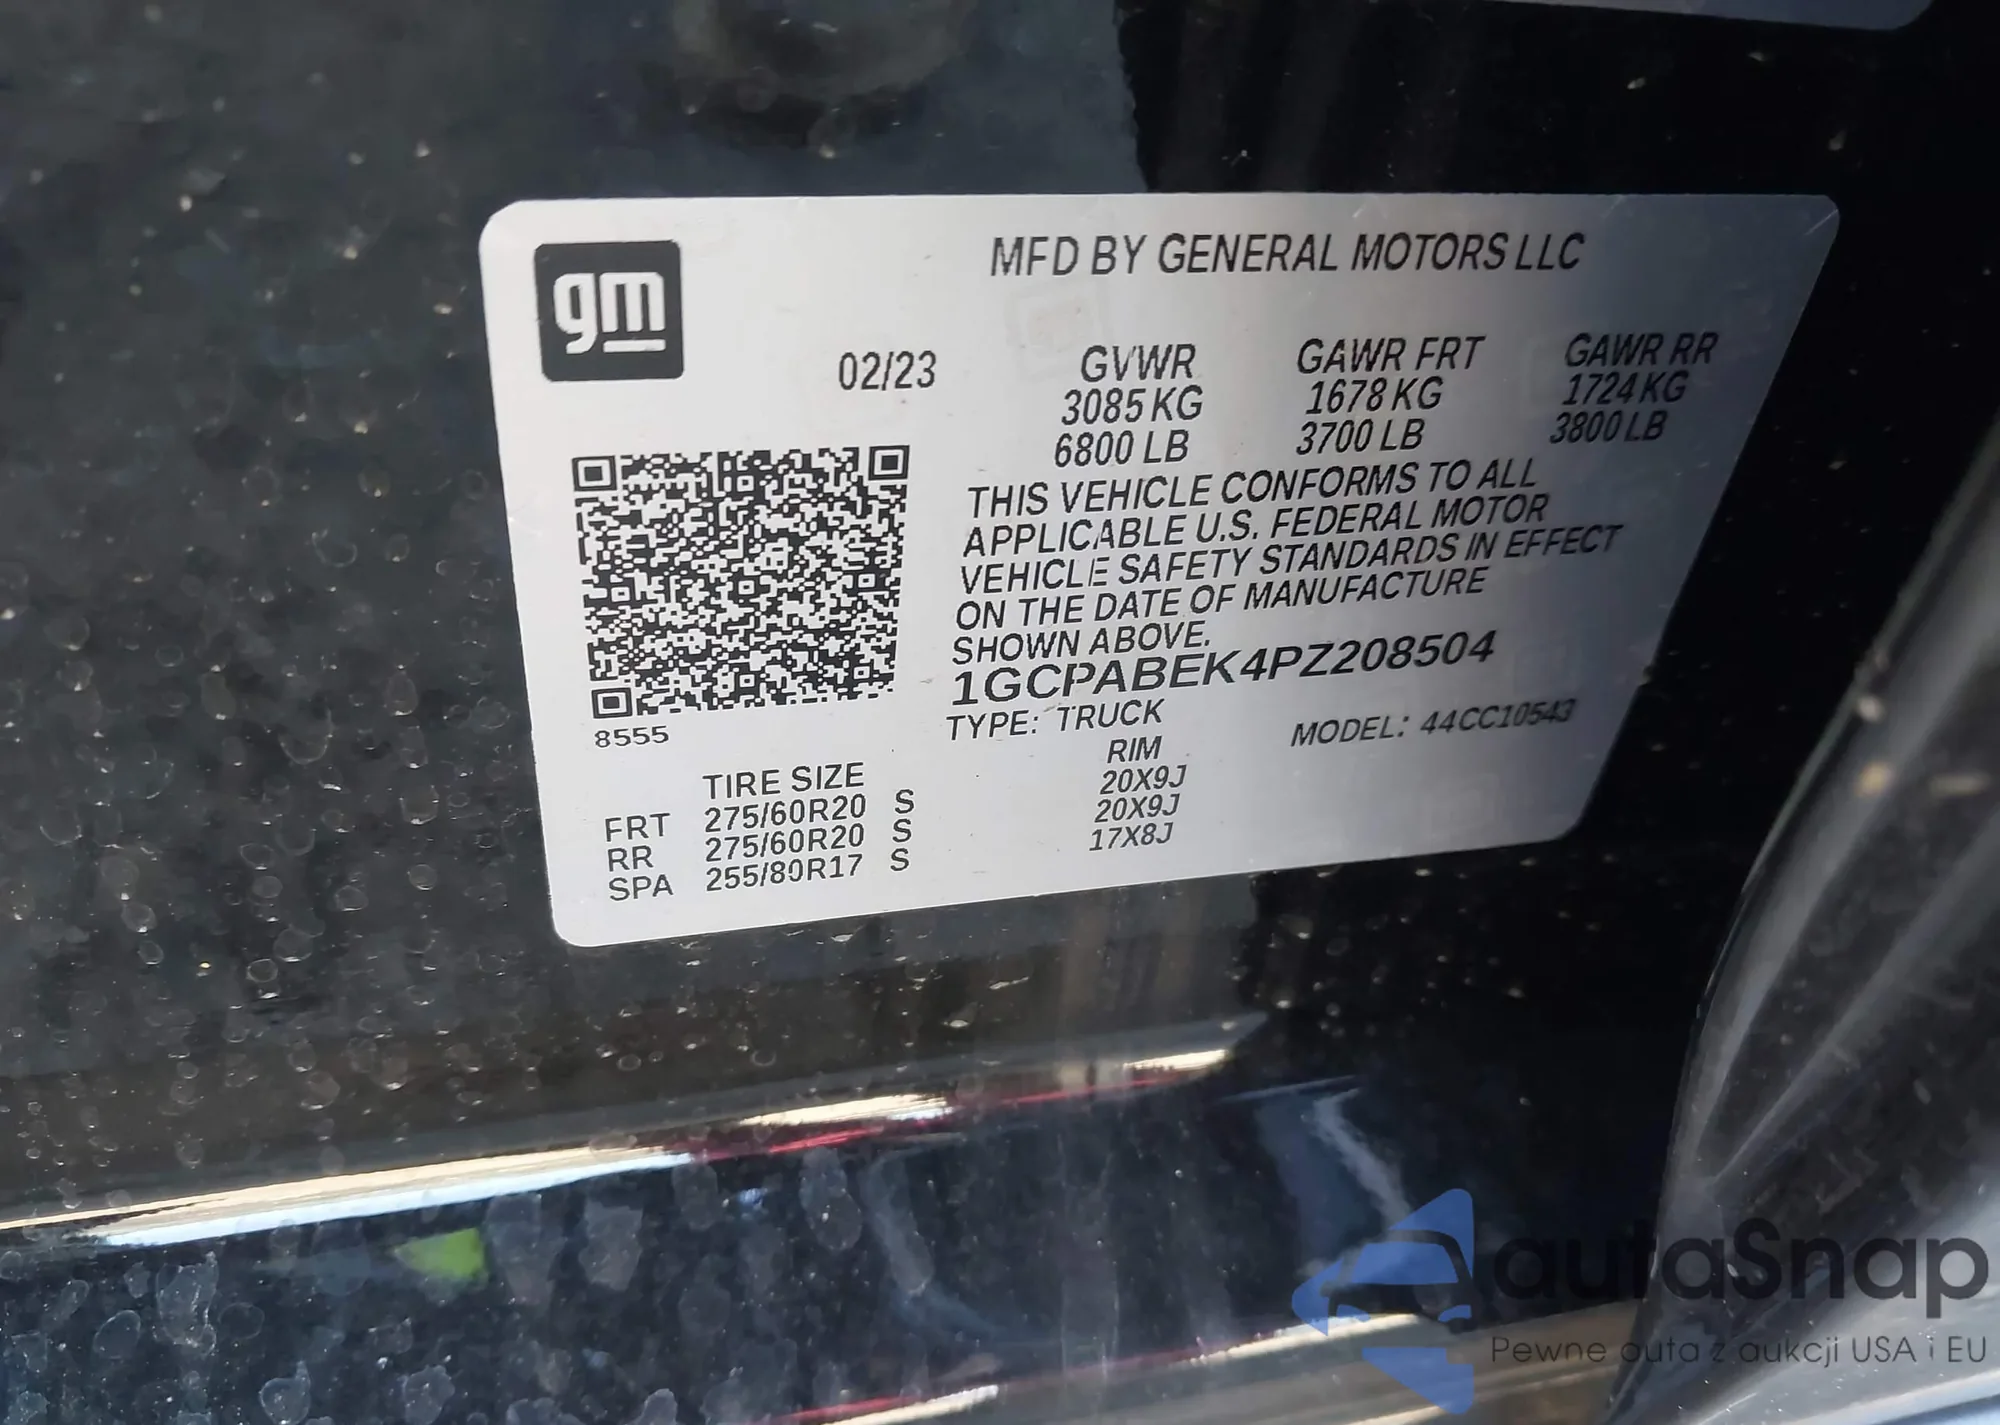 gm
MFD BY GENERAL MOTORS LLC
02/23
GVWR GAWR FRT GAWR RR
3085 KG 1678 KG 1724 KG
6800 LB 3700 LB 3800 LB
THIS VEHICLE CONFORMS TO ALL
APPLICABLE U.S. FEDERAL MOTOR
VEHICLE SAFETY STANDARDS IN EFFECT
ON THE DATE OF MANUFACTURE
SHOWN ABOVE.
1GCPABEK4PZ208504
TYPE: TRUCK MODEL: 44CC10543
8555
TIRE SIZE RIM
FRT 275/60R20 S 20X9J
RR 275/60R20 S 20X9J
SPA 255/80R17 S 17X8J
autaSnap
Pewne auta z aukcji USA i EU